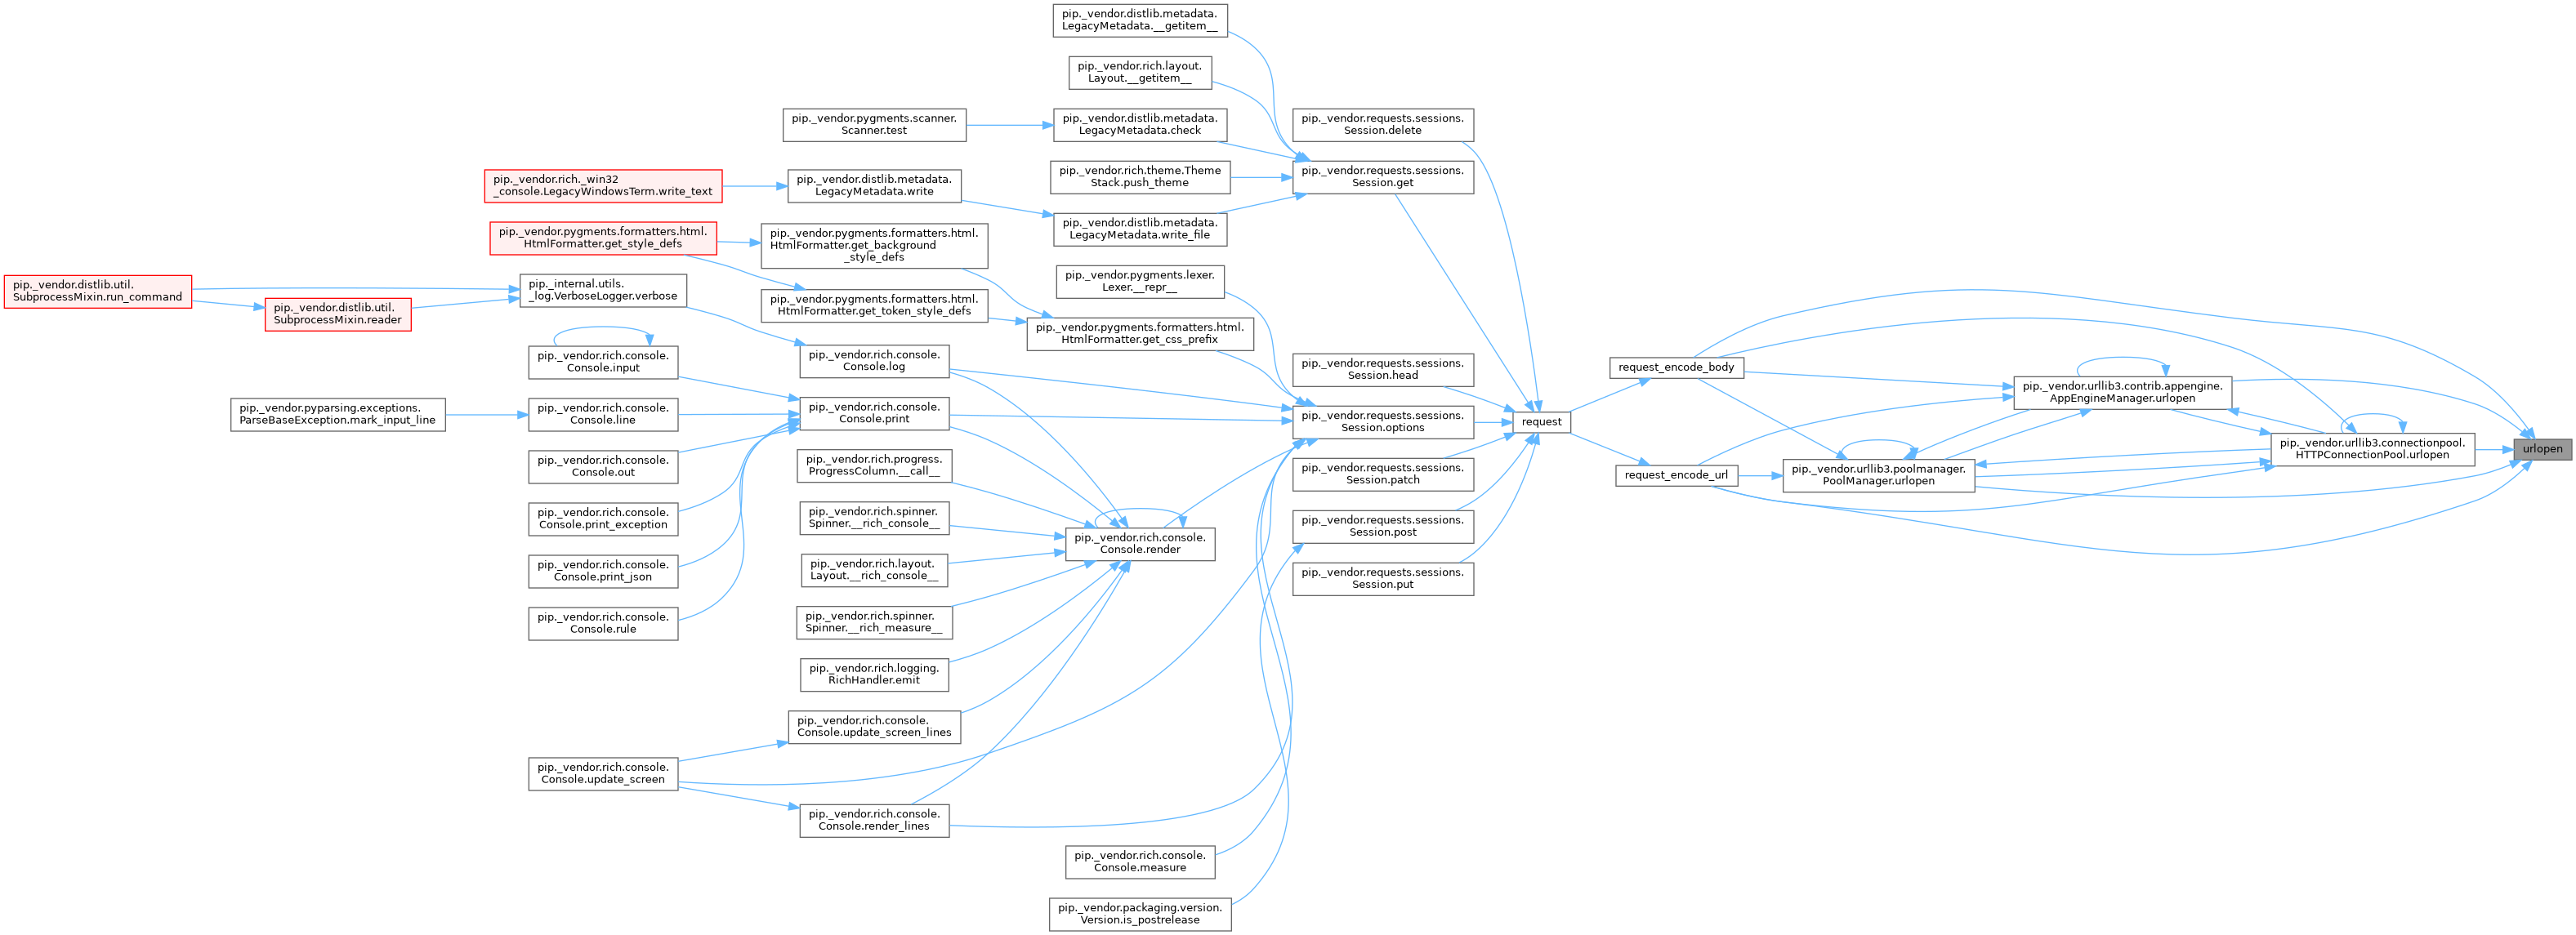 pip._vendor.distlib.metadata.
LegacyMetadata.__getitem__
pip._vendor.rich.layout.
Layout.__getitem__
pip._vendor.pygments.scanner.
Scanner.test
pip._vendor.distlib.metadata.
LegacyMetadata.check
pip._vendor.requests.sessions.
Session.delete
pip._vendor.rich._win32
_console.LegacyWindowsTerm.write_text
pip._vendor.distlib.metadata.
LegacyMetadata.write
pip._vendor.rich.theme.Theme
Stack.push_theme
pip._vendor.requests.sessions.
Session.get
pip._vendor.pygments.formatters.html.
HtmlFormatter.get_style_defs
pip._vendor.pygments.formatters.html.
HtmlFormatter.get_background
_style_defs
pip._vendor.distlib.metadata.
LegacyMetadata.write_file
pip._vendor.distlib.util.
SubprocessMixin.run_command
pip._vendor.distlib.util.
SubprocessMixin.reader
pip._internal.utils.
_log.VerboseLogger.verbose
pip._vendor.pygments.formatters.html.
HtmlFormatter.get_token_style_defs
pip._vendor.pygments.lexer.
Lexer.__repr__
pip._vendor.pygments.formatters.html.
HtmlFormatter.get_css_prefix
pip._vendor.rich.console.
Console.input
pip._vendor.rich.console.
Console.log
pip._vendor.requests.sessions.
Session.head
request_encode_body
pip._vendor.urllib3.contrib.appengine.
AppEngineManager.urlopen
pip._vendor.pyparsing.exceptions.
ParseBaseException.mark_input_line
pip._vendor.rich.console.
Console.line
pip._vendor.rich.console.
Console.print
pip._vendor.requests.sessions.
Session.options
request
pip._vendor.urllib3.connectionpool.
HTTPConnectionPool.urlopen
urlopen
pip._vendor.rich.console.
Console.out
pip._vendor.rich.progress.
ProgressColumn.__call__
pip._vendor.requests.sessions.
Session.patch
request_encode_url
pip._vendor.urllib3.poolmanager.
PoolManager.urlopen
pip._vendor.rich.console.
Console.print_exception
pip._vendor.rich.spinner.
Spinner.__rich_console__
pip._vendor.rich.console.
Console.render
pip._vendor.requests.sessions.
Session.post
pip._vendor.rich.console.
Console.print_json
pip._vendor.rich.layout.
Layout.__rich_console__
pip._vendor.requests.sessions.
Session.put
pip._vendor.rich.console.
Console.rule
pip._vendor.rich.spinner.
Spinner.__rich_measure__
pip._vendor.rich.logging.
RichHandler.emit
pip._vendor.rich.console.
Console.update_screen_lines
pip._vendor.rich.console.
Console.update_screen
pip._vendor.rich.console.
Console.render_lines
pip._vendor.rich.console.
Console.measure
pip._vendor.packaging.version.
Version.is_postrelease